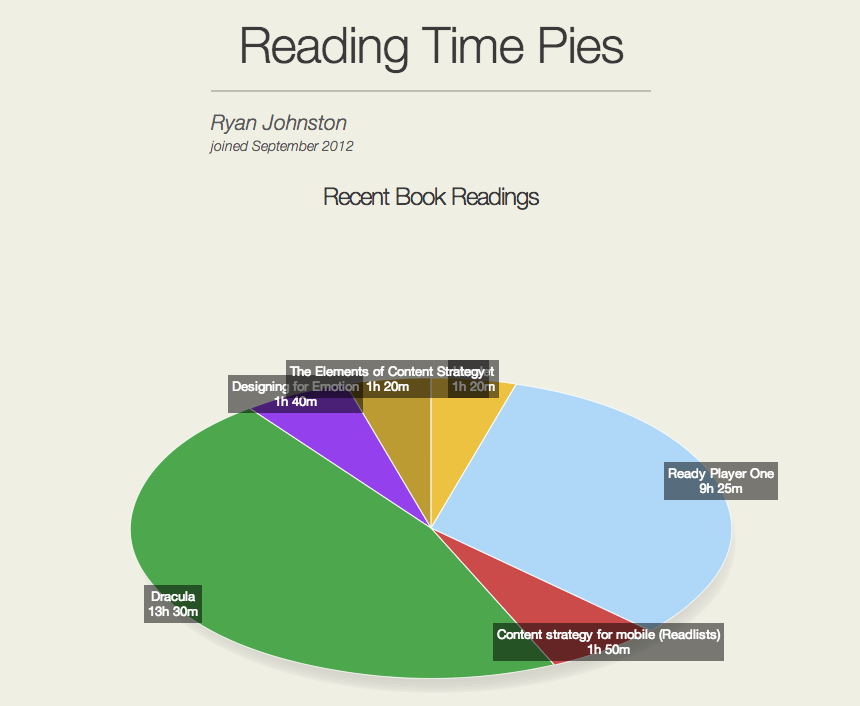 Reading Time Pies
Ryan Johnston
joined September 2012
Recent Book Readings
The Elements of Content Strategy
1h 20m
1h 20m
Designing for Emotion
1h 40m
Ready Player One
9h 25m
Dracula
13h 30m
Content strategy for mobile (Readlists)
1h 50m